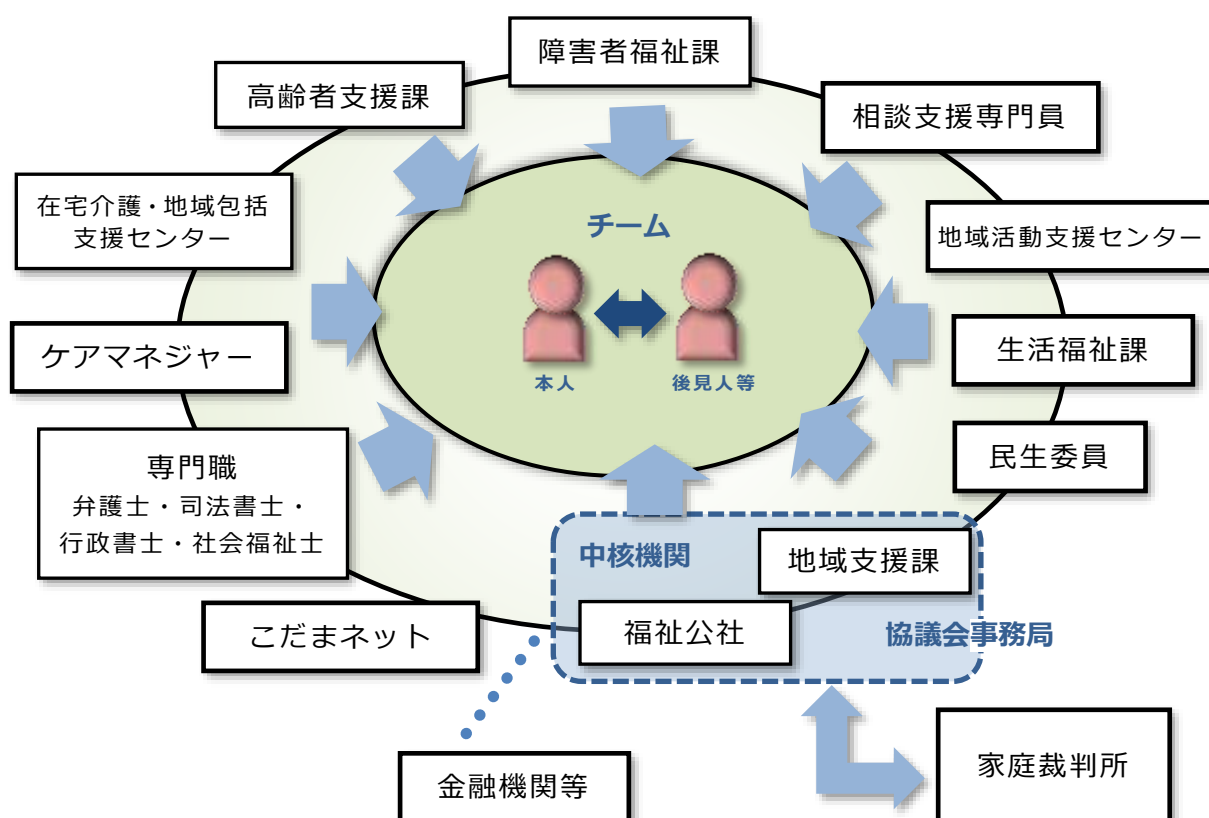 障害者福祉課
高齢者支援課
相談支援専門員
在宅介護・地域包括
支援センター
地域活動支援センター
チーム
本人
後見人等
ケアマネジャー
生活福祉課
専門職
弁護士・司法書士・
行政書士・社会福祉士
民生委員
中核機関
地域支援課
こだまネット
福祉公社
協議会事務局
金融機関等
家庭裁判所